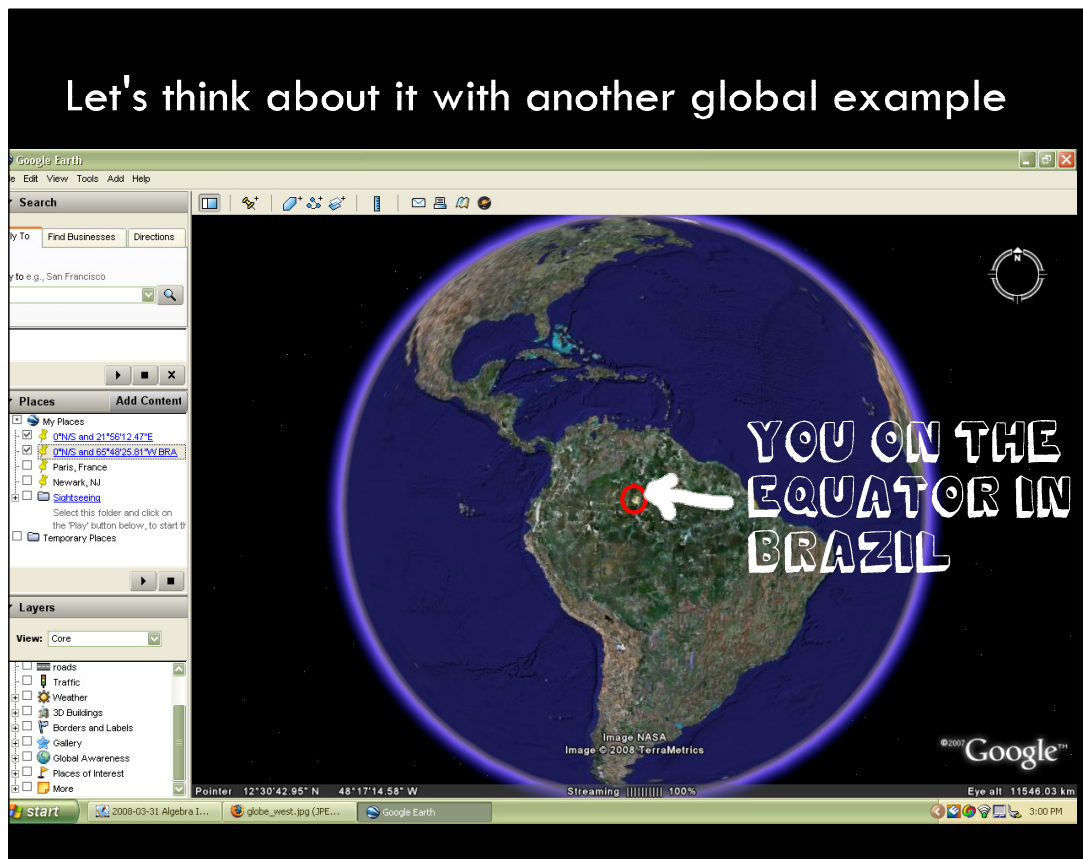 Let's think about it with another global example
Google Earth
e Edit View Tools Add Help
Search
ly To Find Businesses Directions
y to e.g., San Francisco
Places Add Content
My Places
0°N/S and 21°56'12.47"E
0°N/S and 65°48'25.81"W BRA
Paris, France
Newark, NJ
Sightseeing
Select this folder and click on
the 'Play' button below, to start th
Temporary Places
Layers
View: Core
roads
Traffic
Weather
3D Buildings
Borders and Labels
Gallery
Global Awareness
Places of Interest
More
N
YOU ON THE
EQUATOR IN
BRAZIL
Image NASA
Image © 2008 TerraMetrics
©2007 Google™
Pointer 12°30'42.95" N 48°17'14.58" W Streaming |||||||||| 100% Eye alt 11546.03 km
start 2008-03-31 Algebra I... globe_west.jpg (JPE... Google Earth 3:00 PM